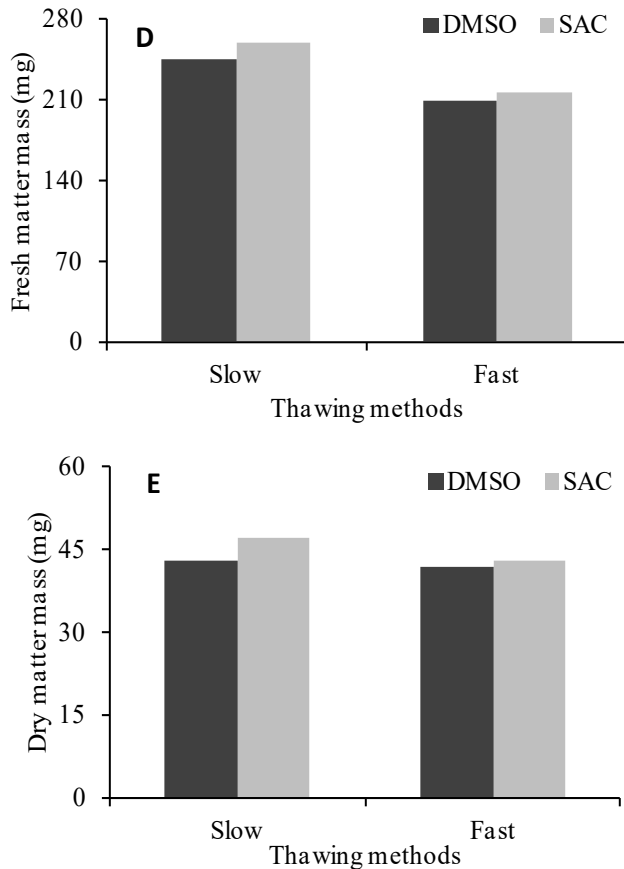 D
DMSO SAC
Fresh matter mass (mg)
280
210
140
70
0
Slow Fast
Thawing methods
E
DMSO SAC
Dry matter mass (mg)
60
45
30
15
0
Slow Fast
Thawing methods